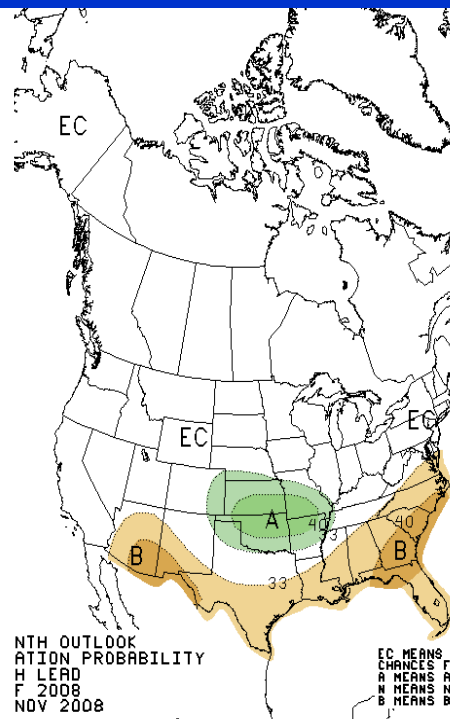 EC
EC
EC
A
40
3
40
B
B
33
NTH OUTLOOK
ATION PROBABILITY
H LEAD
F 2008
NOV 2008
EC MEANS
CHANCES F
A MEANS A
N MEANS N
B MEANS B